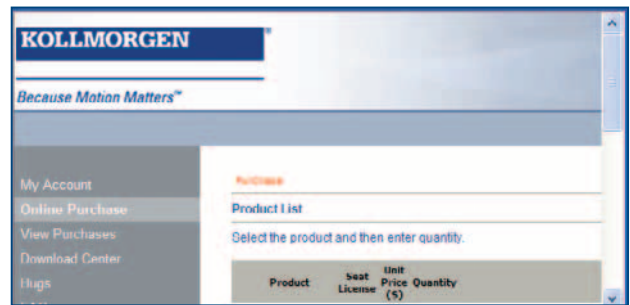 KOLLMORGEN®
Because Motion Matters™
My Account
Online Purchase
View Purchases
Download Center
Hugs
Purchase
Product List
Select the product and then enter quantity.
Product Seat License Unit Price ($) Quantity